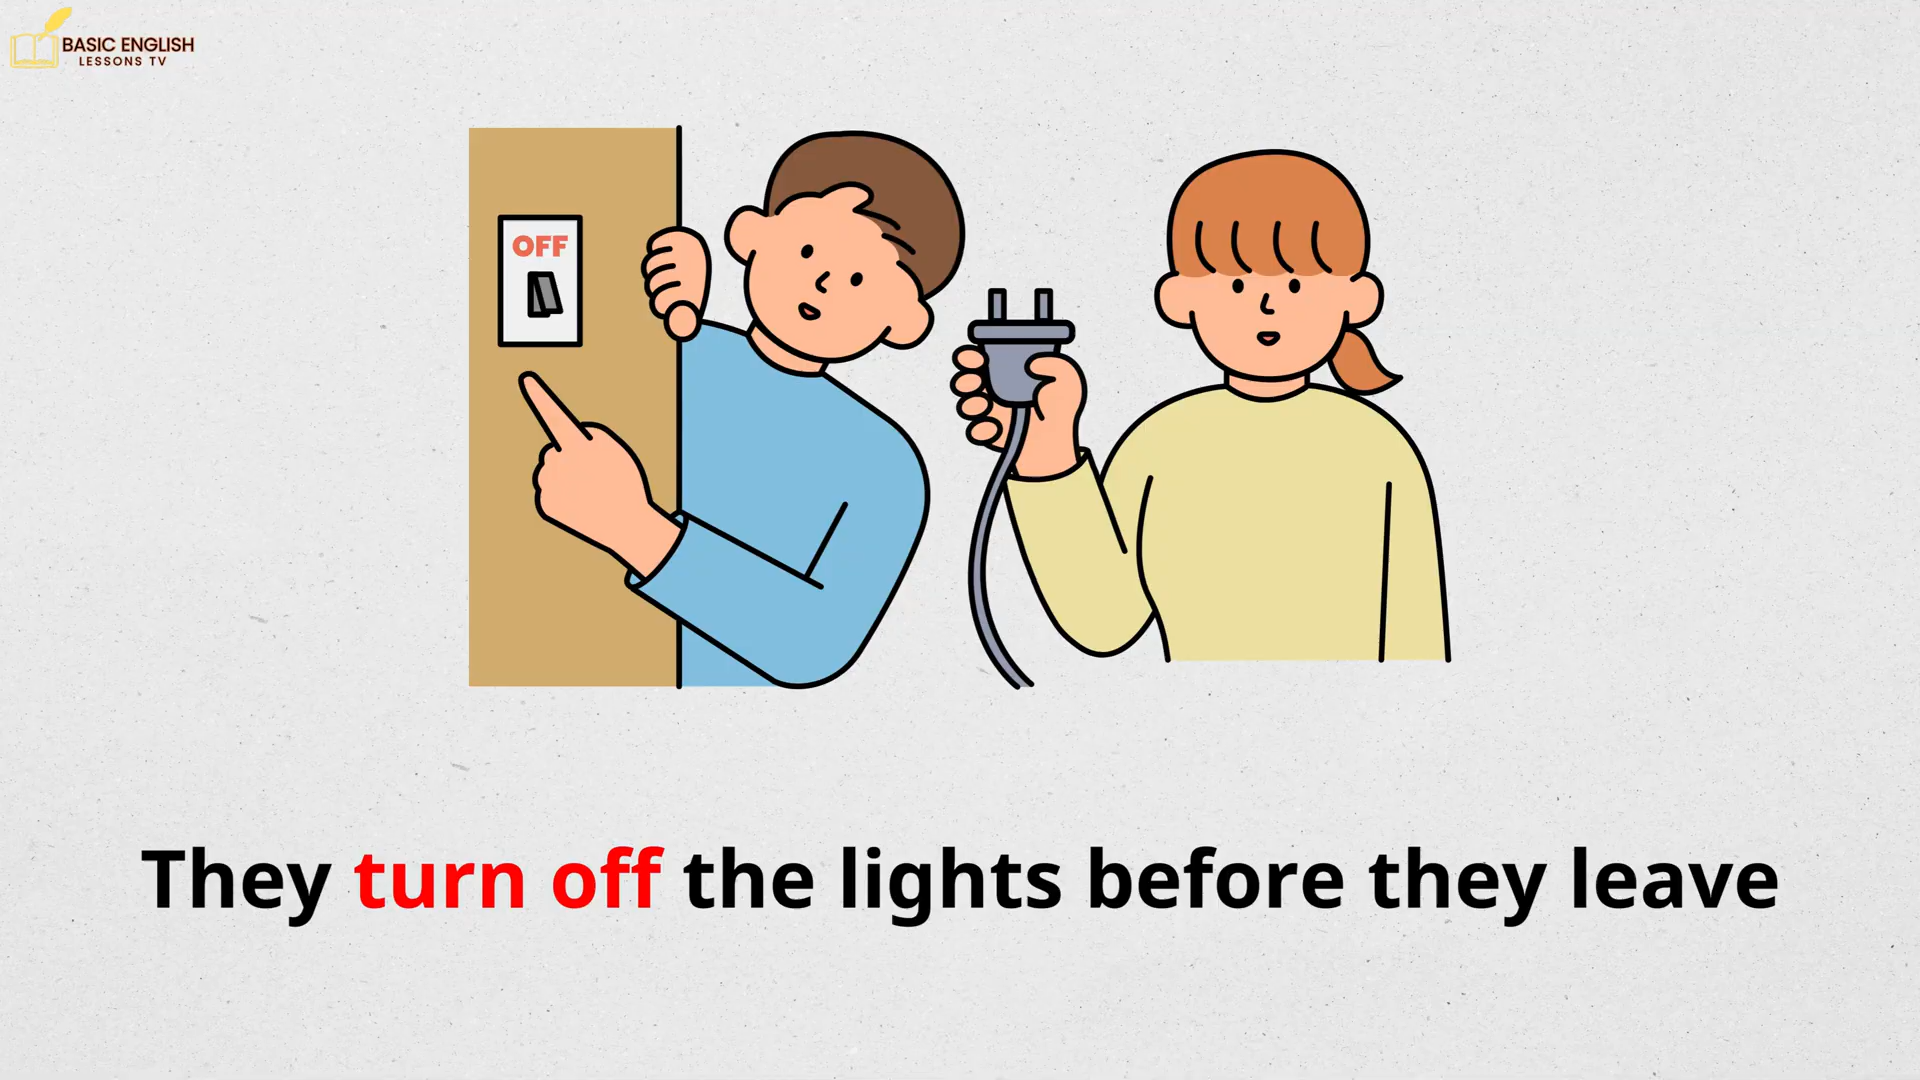 BASIC ENGLISH
LESSONS TV
OFF
They turn off the lights before they leave